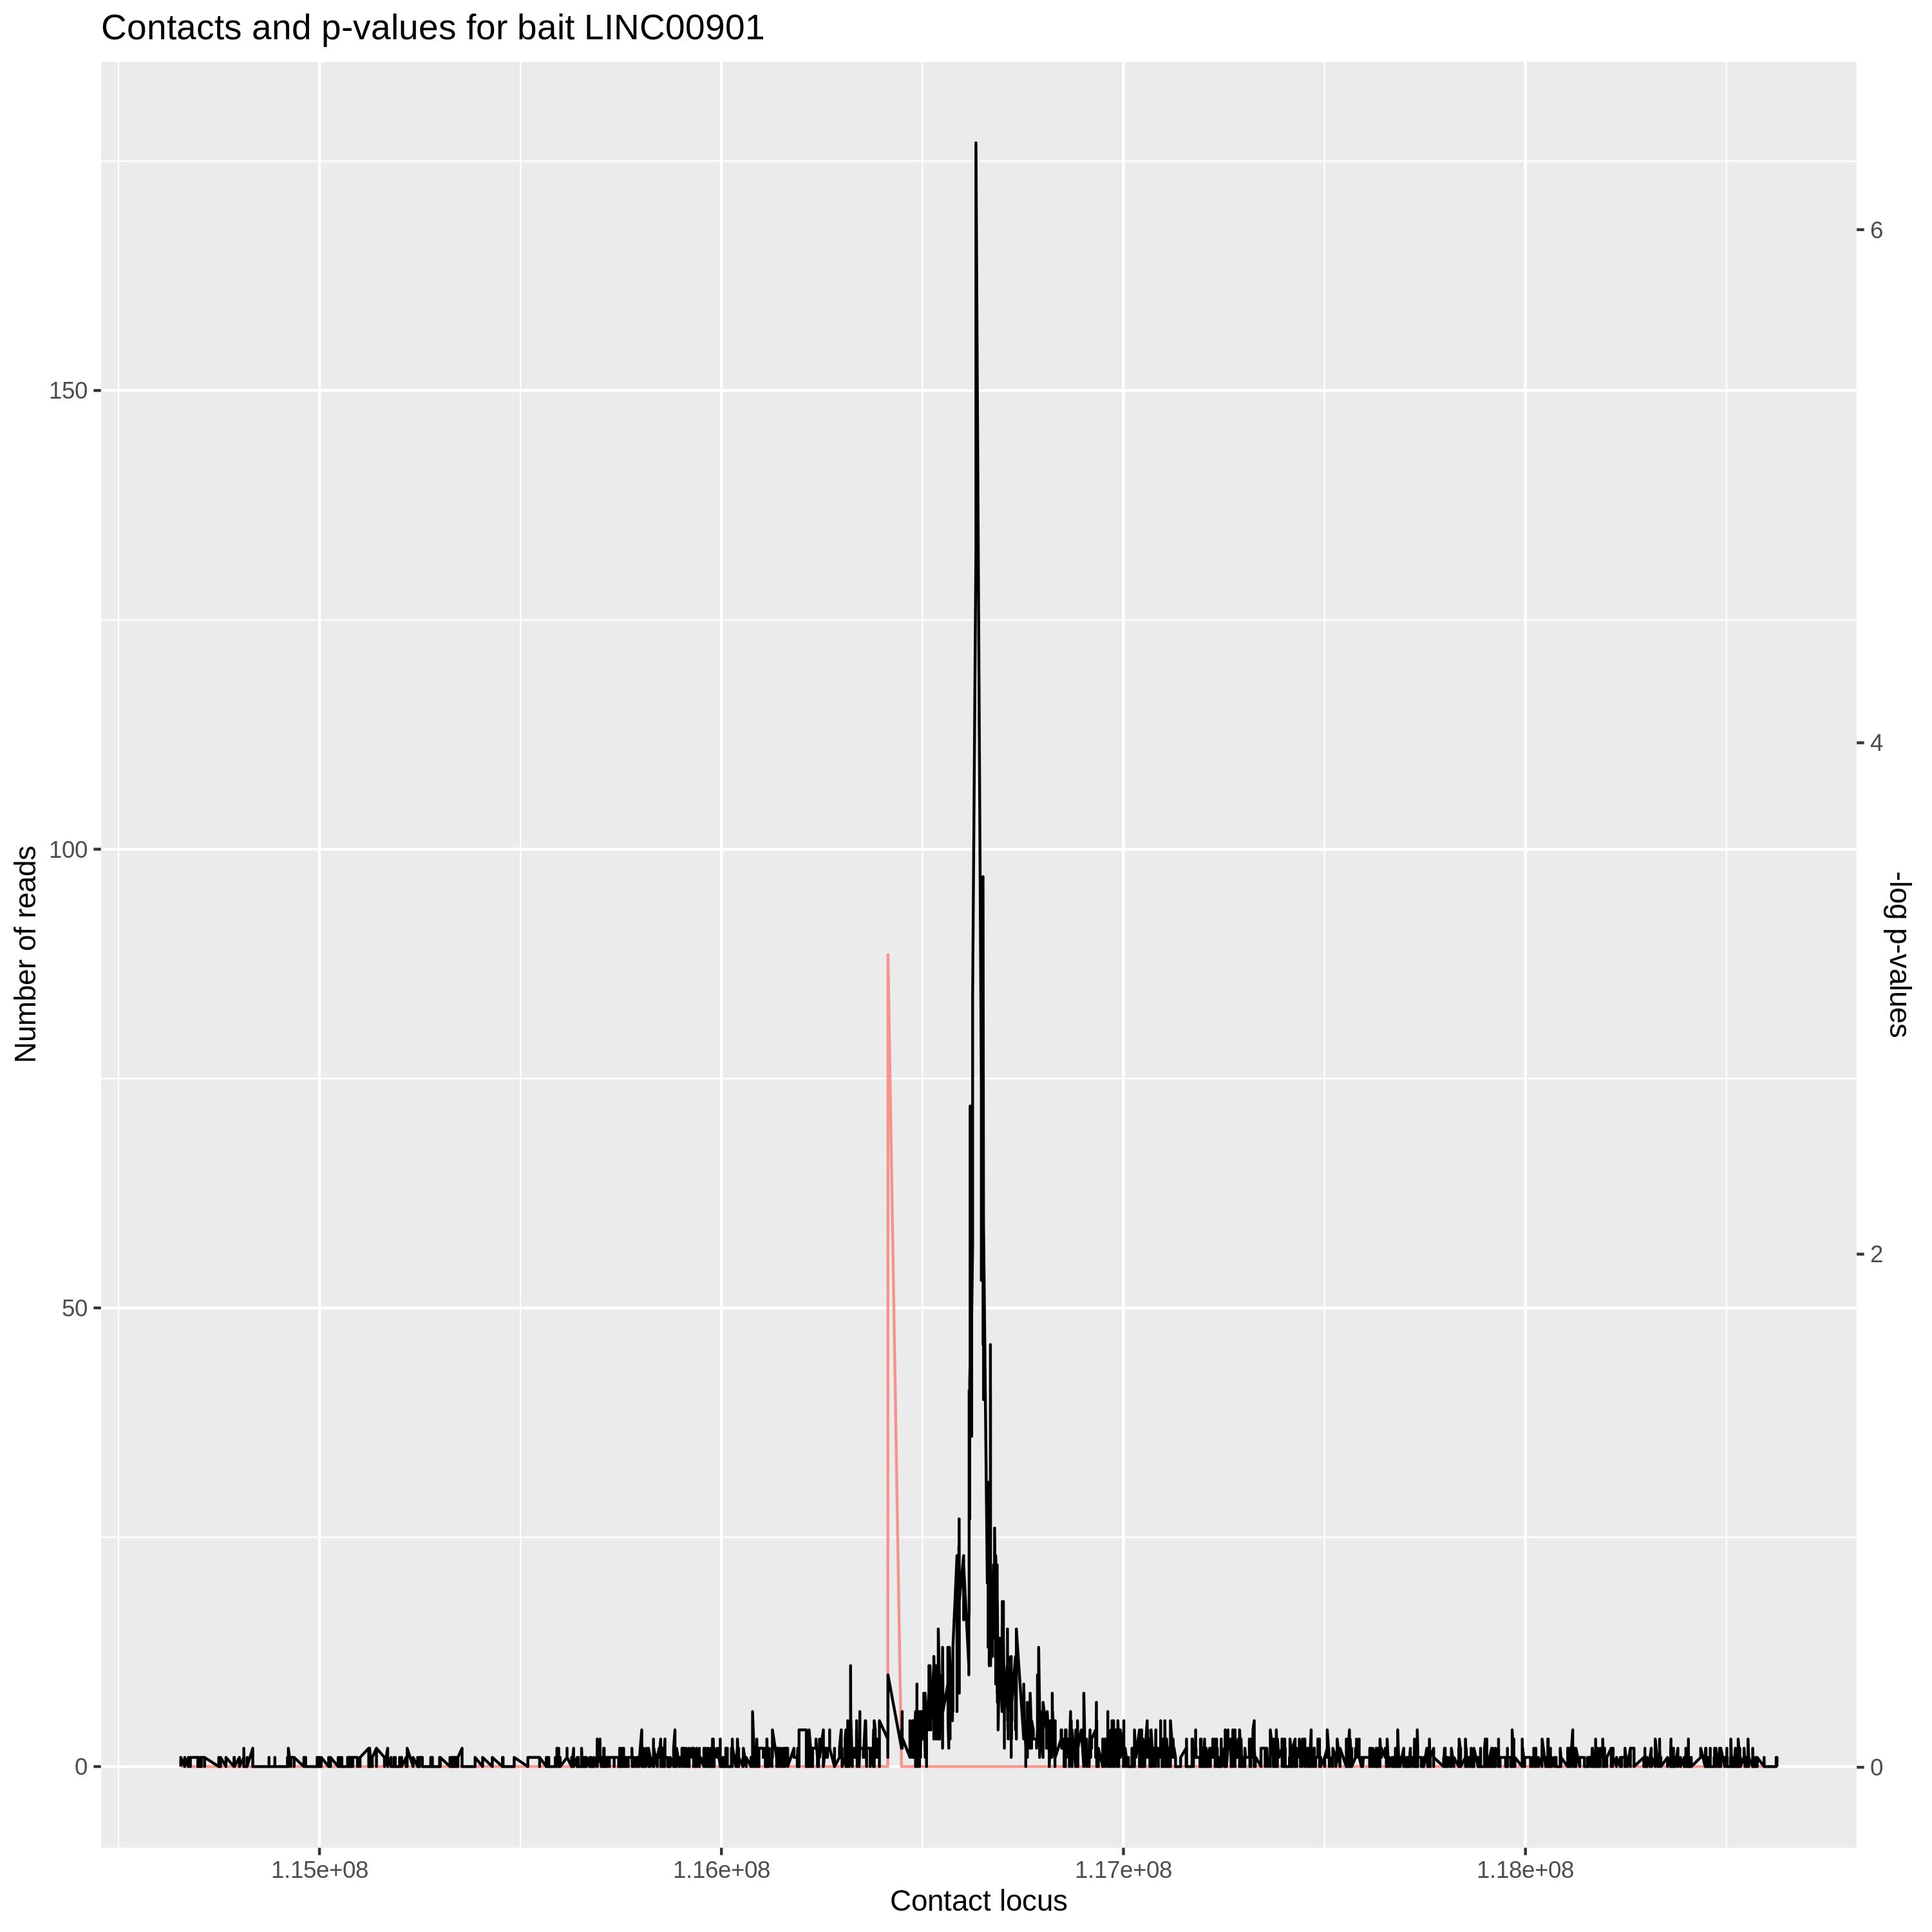 Contacts and p-values for bait LINC00901
150
100
50
0
Number of reads
6
4
2
0
-log p-values
1.15e+08
1.16e+08
1.17e+08
1.18e+08
Contact locus